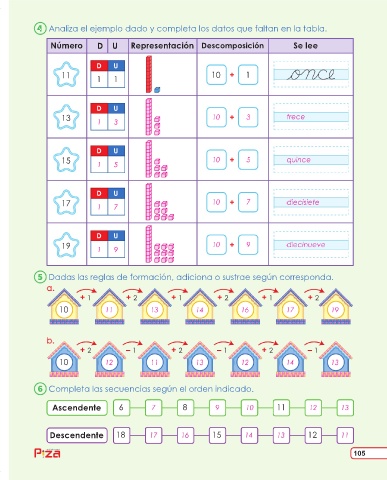 4 Analiza el ejemplo dado y completa los datos que faltan en la tabla.
Número D U Representación Descomposición Se lee
D U
11 1 1 10 + 1 once
D U
13 1 3 10 + 3 trece
D U
15 1 5 10 + 5 quince
D U
17 1 7 10 + 7 diecisiete
D U
19 1 9 10 + 9 diecinueve
5 Dadas las reglas de formación, adiciona o sustrae según corresponda.
a.
+ 1 + 2 + 1 + 2 + 1 + 2
10 11 13 14 16 17 19
b.
+ 2 − 1 + 2 − 1 + 2 − 1
10 12 11 13 12 14 13
6 Completa las secuencias según el orden indicado.
Ascendente 6 7 8 9 10 11 12 13
Descendente 18 17 16 15 14 13 12 11
Piza
105